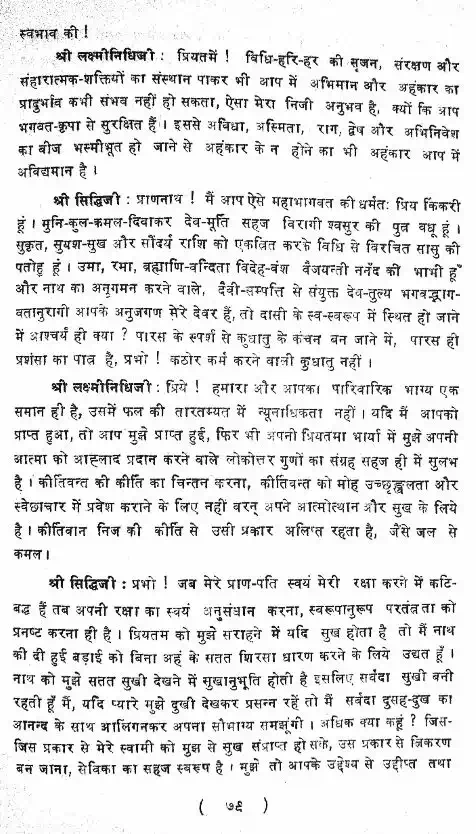 स्वभाव की !
श्री लक्ष्मीनिधिजी : प्रियतमे ! विधि-हरि-हर की सृजन, संरक्षण और
संहारात्मक-शक्तियों का संस्थान पाकर भी आप में अभिमान और अहंकार का
प्रादुर्भाव कभी संभव नहीं हो सकता, ऐसा मेरा निजी अनुभव है, क्यों कि आप
भगवत-कृपा से सुरक्षित हैं । इससे अविधा, अस्मिता, राग, द्वेष और अभिनिवेश
का बीज भस्मीभूत हो जाने से अहंकार के न होने का भी अहंकार आप में
अविद्यमान है ।
श्री सिद्धिजी : प्राणनाथ ! मैं आप ऐसे महाभागवत की धर्मतः प्रिय किंकरी
हूं । मुनि-कुल-कमल-दिवाकर देव-मूर्ति सहज विरागी श्वसुर की पुत्र वधू हूं ।
सुकृत, सुयश-सुख और सौंदर्य राशि को एकत्रित करके विधि से विरचित सासु की
पतोहू हूं । उमा, रमा, ब्रह्माणि-वन्दिता विदेह-वंश वैजयन्ती ननँद की भाभी हूँ
और नाथ का अनुगमन करने वाले, दैवी-सम्पत्ति से संयुक्त देव-तुल्य भगवद्भाग-
वतानुरागी आपके अनुजगण मेरे देवर हैं, तो दासी के स्व-स्वरूप में स्थित हो जाने
में आश्चर्य ही क्या ? पारस के स्पर्श से कुधातु के कंचन बन जाने में, पारस ही
प्रशंसा का पात्र है, प्रभो ! कठोर कर्म करने वाली कुधातु नहीं ।
श्री लक्ष्मीनिधिजी : प्रिये ! हमारा और आपका पारिवारिक भाग्य एक
समान ही है, उसमें फल की तारतम्यत में न्यूनाधिकता नहीं । यदि मैं आपको
प्राप्त हुआ, तो आप मुझे प्राप्त हुई, फिर भी अपनी प्रियतमा भार्या में मुझे अपनी
आत्मा को आह्लाद प्रदान करने वाले लोकोत्तर गुणों का संग्रह सहज ही में सुलभ
है । कीर्तिवन्त की कीर्ति का चिन्तन करना, कीर्तिवन्त को मोह उच्छृङ्खलता और
स्वेछाचार में प्रवेश कराने के लिए नहीं वरन् अपने आत्मोत्थान और सुख के लिये
है । कीर्तिवान निज की कीर्ति से उसी प्रकार अलिप्त रहता है, जैसे जल से
कमल ।
श्री सिद्धिजी : प्रभो ! जब मेरे प्राण-पति स्वयं मेरी रक्षा करने में कटि-
बद्ध हैं तब अपनी रक्षा का स्वयं अनुसंधान करना, स्वरूपानुरूप परतंत्रता को
प्रनष्ट करना ही है । प्रियतम को मुझे सराहने में यदि सुख होता है तो मैं नाथ
की दी हुई बड़ाई को बिना अहं के सतत शिरसा धारण करने के लिये उद्यत हूँ ।
नाथ को मुझे सतत सुखी देखने में सुखानुभूति होती है इसलिए सर्वदा सुखी बनी
रहती हूँ मैं, यदि प्यारे मुझे दुखी देखकर प्रसन्न रहें तो मैं सर्वदा दुसह-दुख का
आनन्द के साथ आलिंगनकर अपना सौभाग्य समझूंगी । अधिक क्या कहूं ? जिस-
जिस प्रकार से मेरे स्वामी को मुझ से सुख संप्राप्त हो सके, उस प्रकार से त्रिकरण
बन जाना, सेविका का सहज स्वरूप है । मुझे तो आपके उद्देश्य से उद्दीप्त तथा
( ७९ )